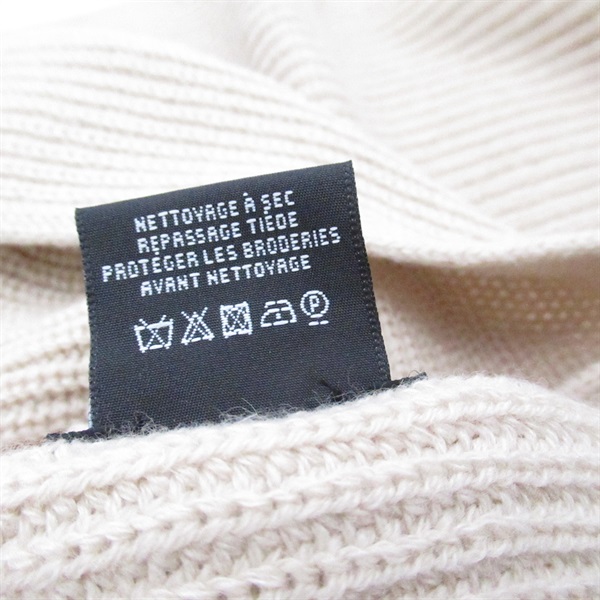 NETTOYAGE À SEC
REPASSAGE TIÈDE
PROTÉGER LES BRODERIES
AVANT NETTOYAGE
P